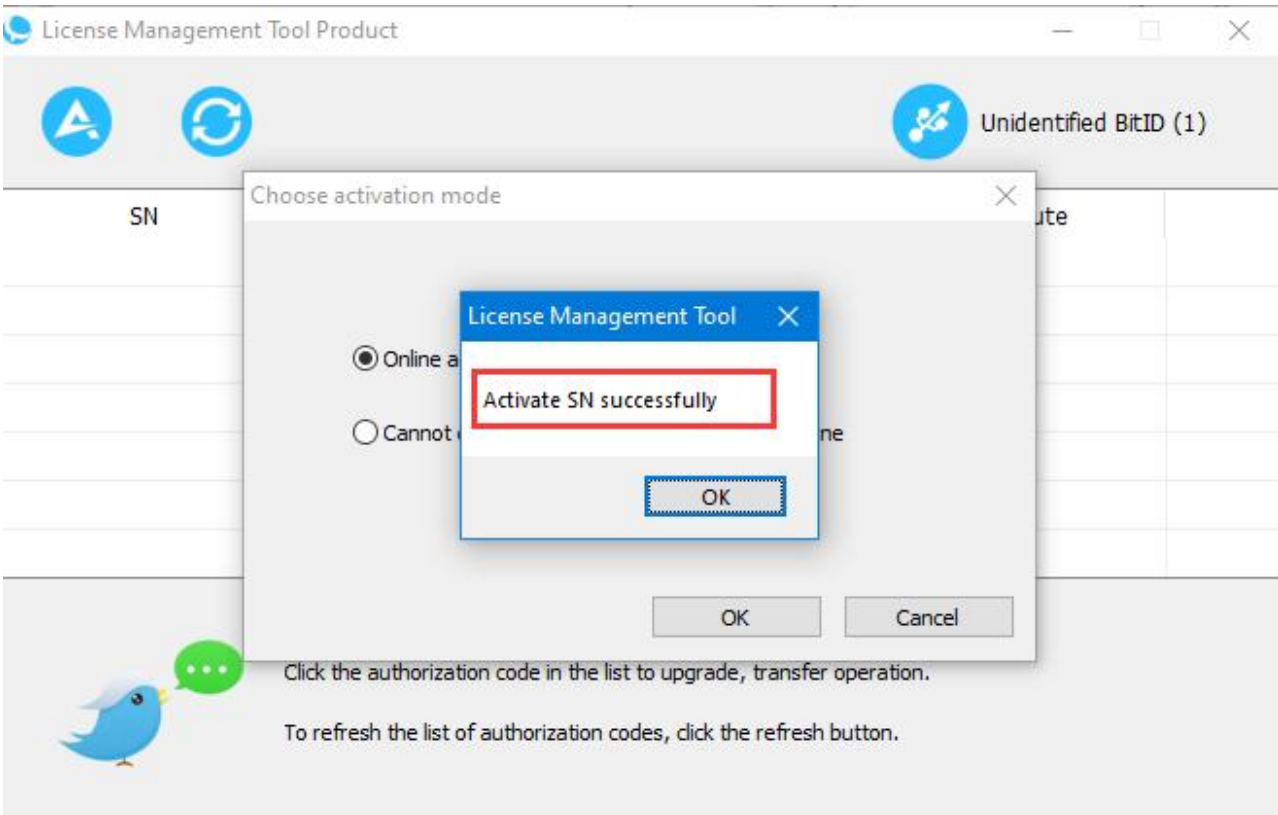 License Management Tool Product
Unidentified BitID (1)
SN
Choose activation mode
License Management Tool
Online
Activate SN successfully
Cannot
OK
OK
Cancel
Click the authorization code in the list to upgrade, transfer operation.
To refresh the list of authorization codes, click the refresh button.